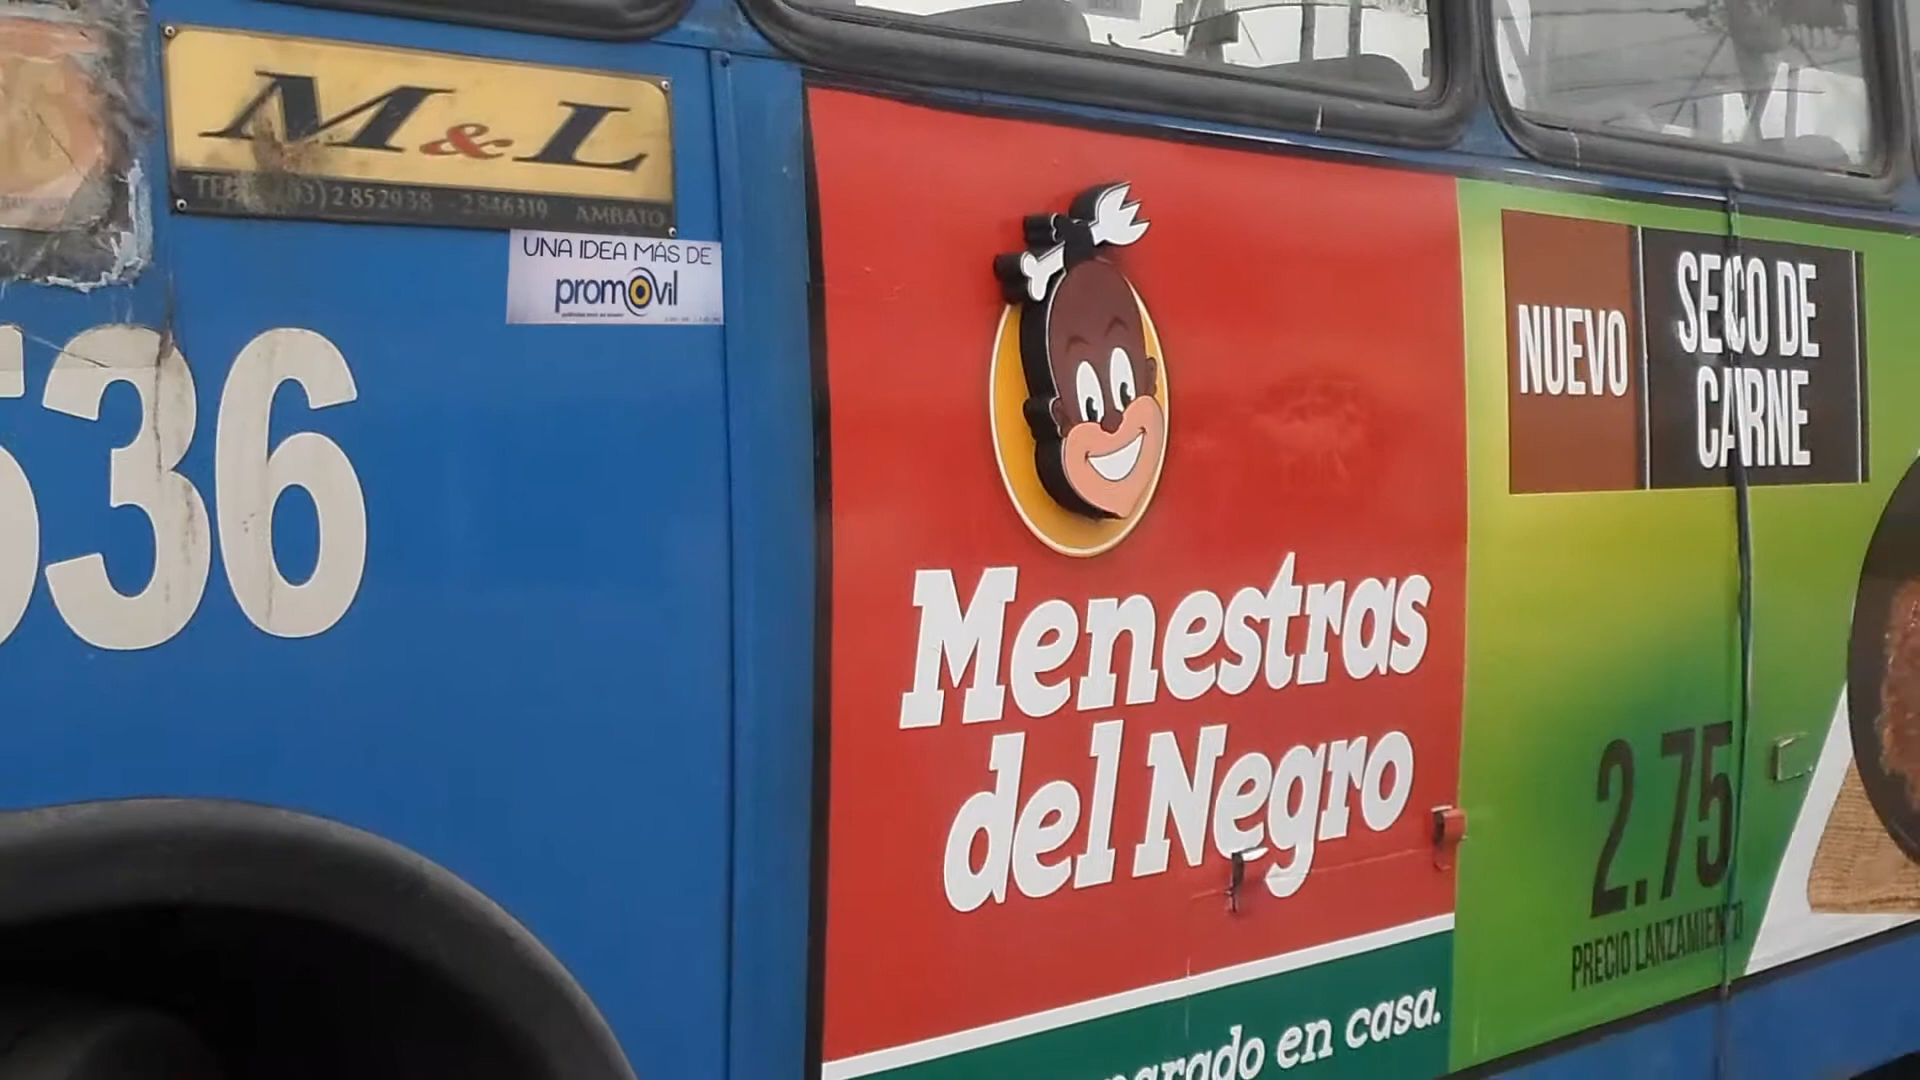 M&L
2852938 - 2846319 AMBATO
UNA IDEA MÁS DE
promovil
536
Menestras
del Negro
en casa.
NUEVO
SECO DE
CARNE
2.75
PRECIO LANZAMIENTO